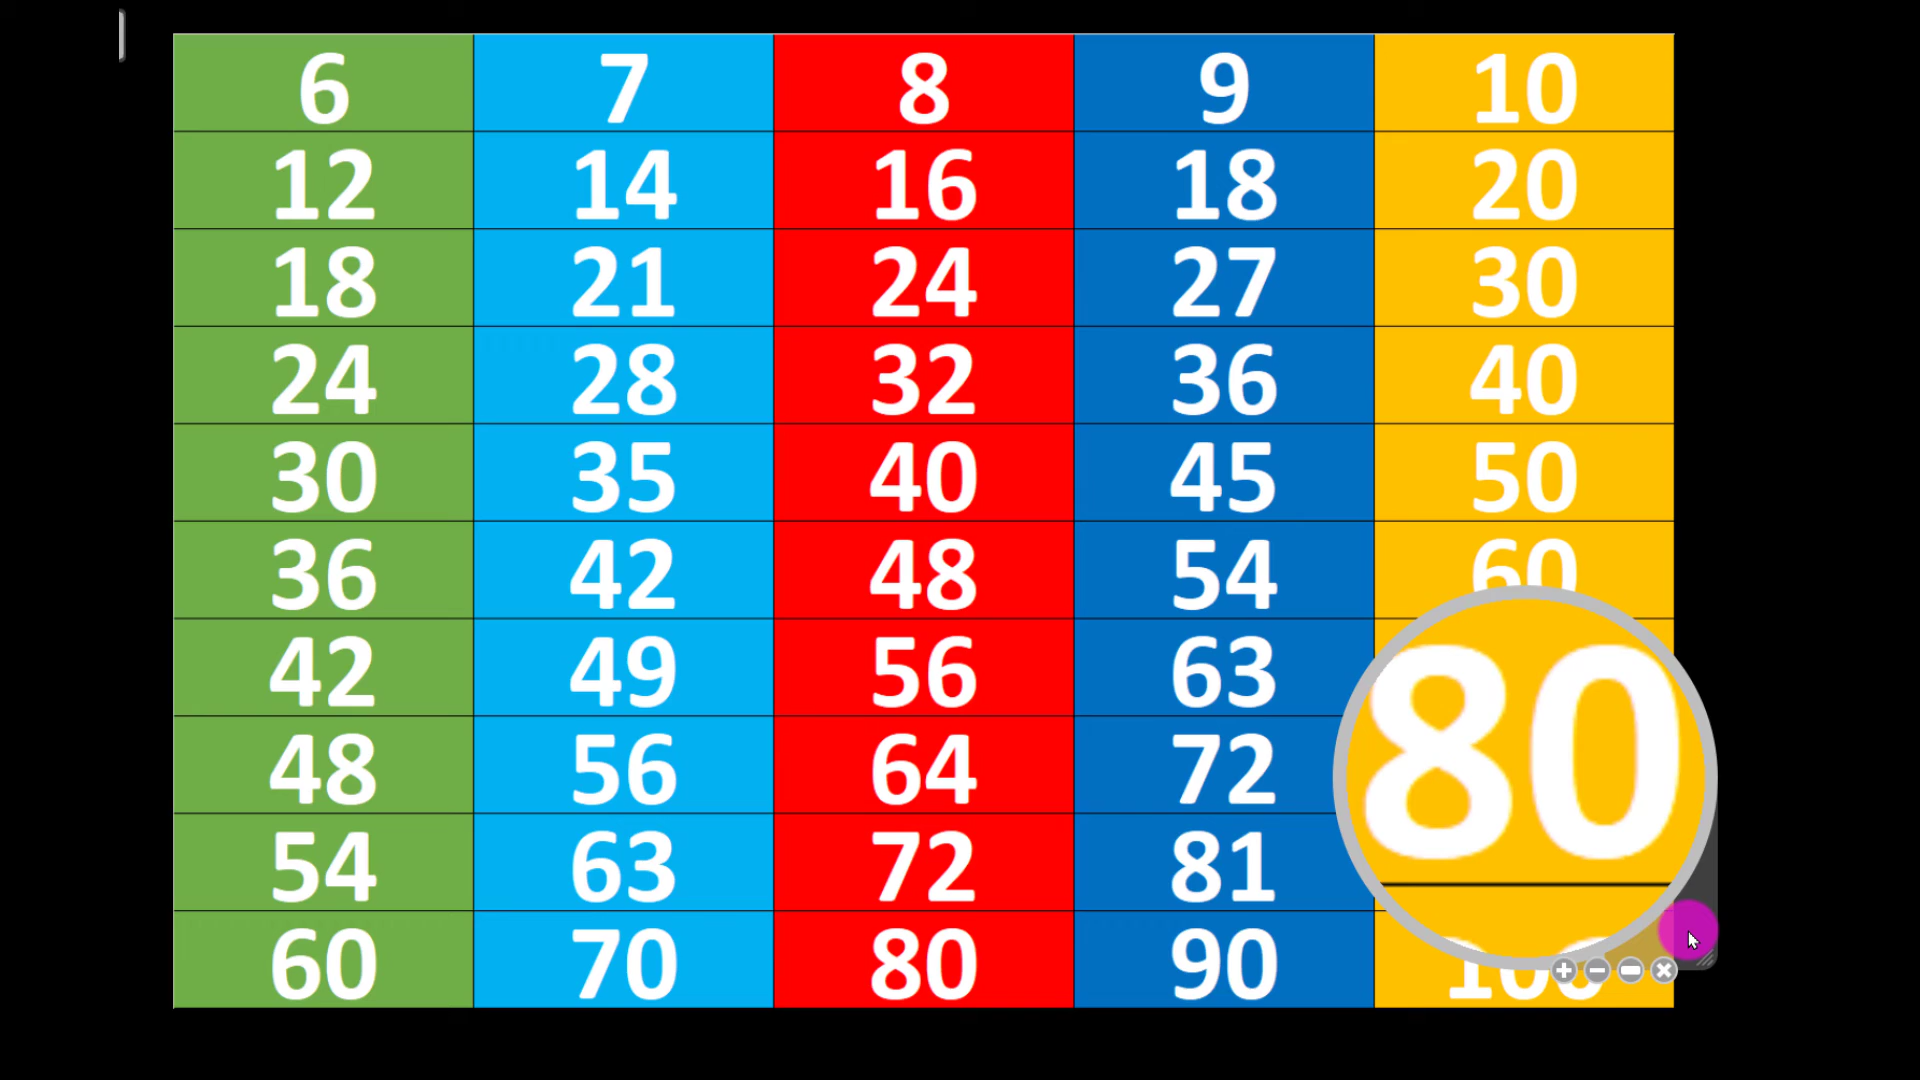 6 7 8 9 10
12 14 16 18 20
18 21 24 27 30
24 28 32 36 40
30 35 40 45 50
36 42 48 54 60
42 49 56 63
48 56 64 72 80
54 63 72 81
60 70 80 90 100